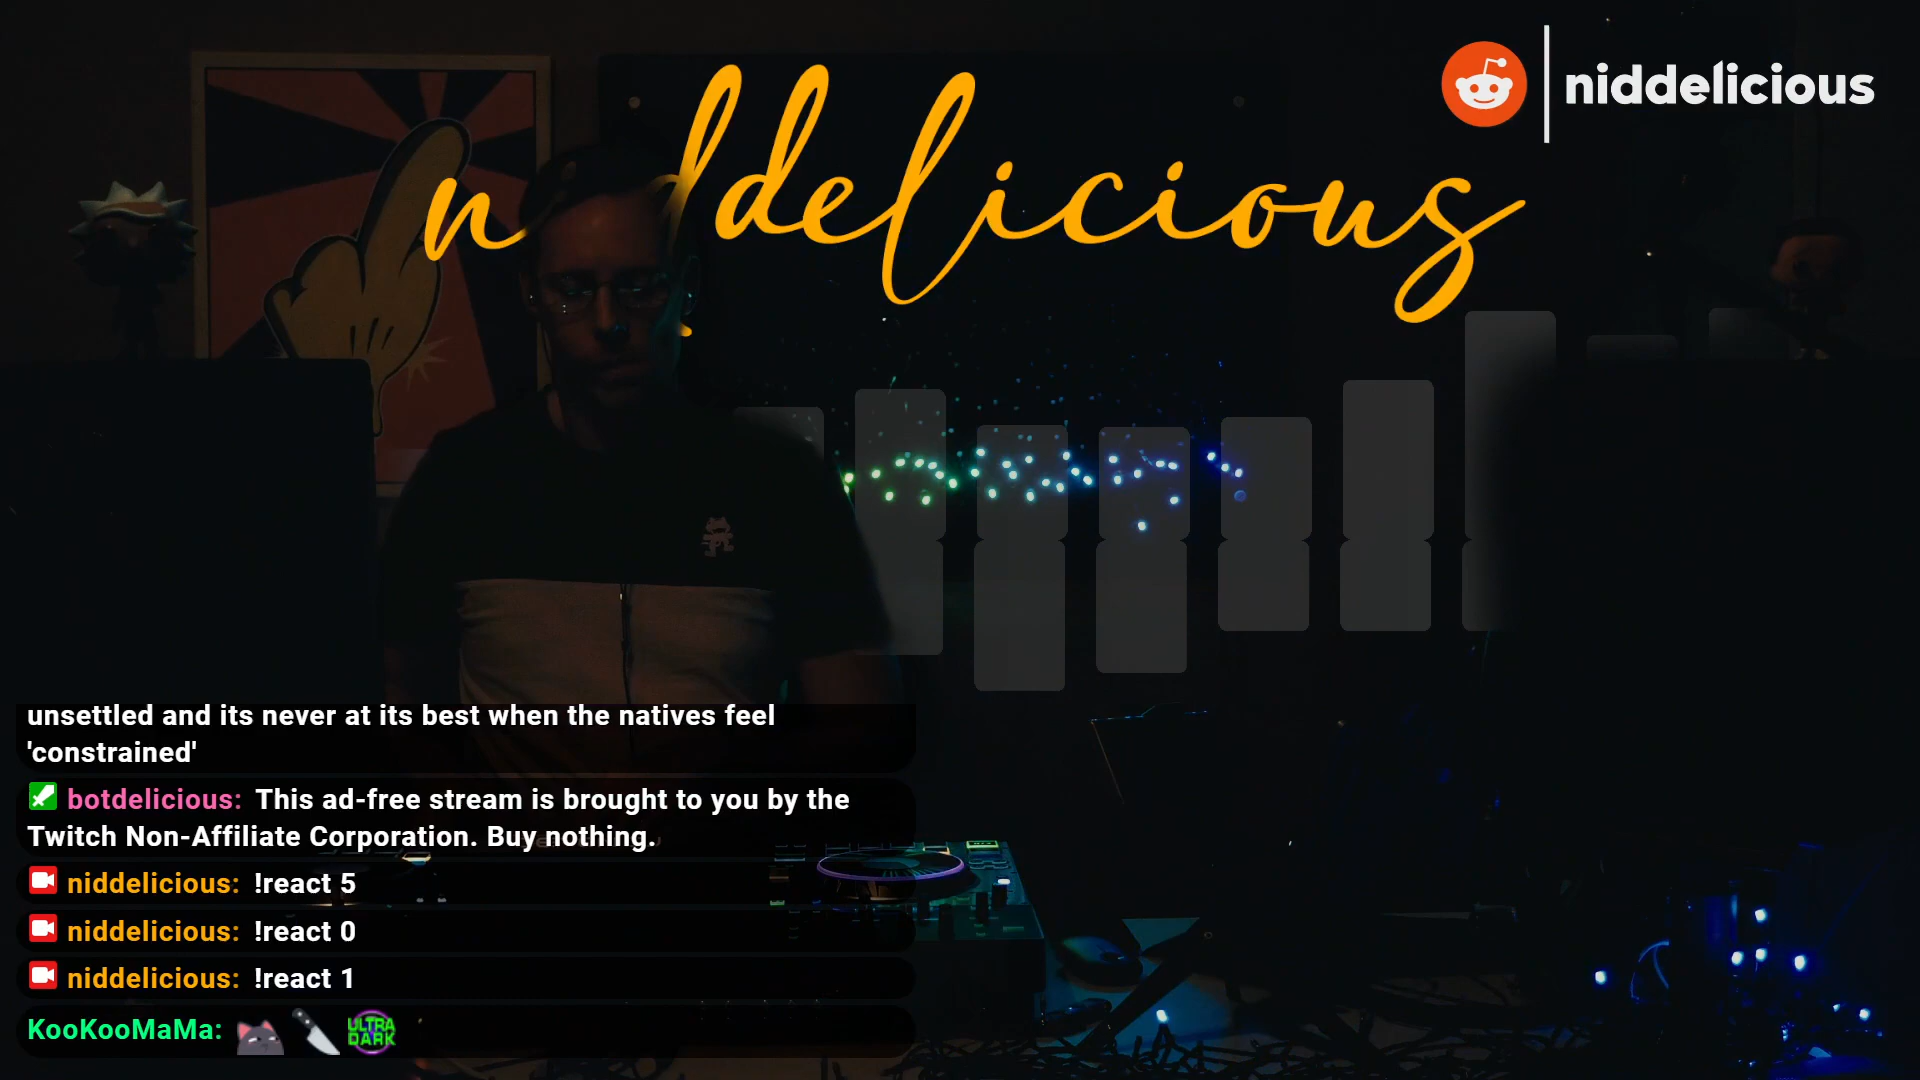 niddelicious
n ddelicious
unsettled and its never at its best when the natives feel
'constrained'
botdelicious: This ad-free stream is brought to you by the
Twitch Non-Affiliate Corporation. Buy nothing.
niddelicious: !react 5
niddelicious: !react 0
niddelicious: !react 1
KooKooMaMa: ULTRA
DARK